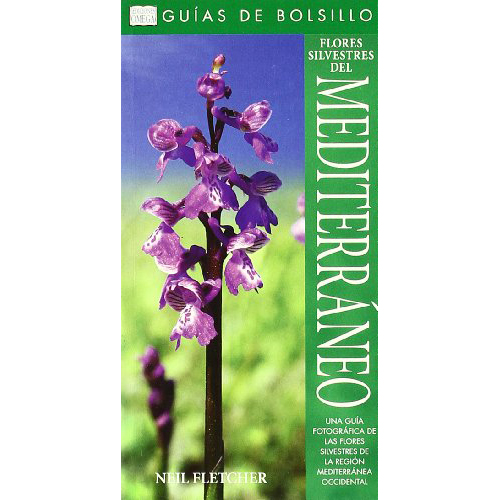 OMEGA
GUÍAS DE BOLSILLO
FLORES
SILVESTRES
DEL
MEDITERRÁNEO
UNA GUÍA
FOTOGRÁFICA DE
LAS FLORES
SILVESTRES DE
LA REGIÓN
MEDITERRÁNEA
OCCIDENTAL
NEIL FLETCHER